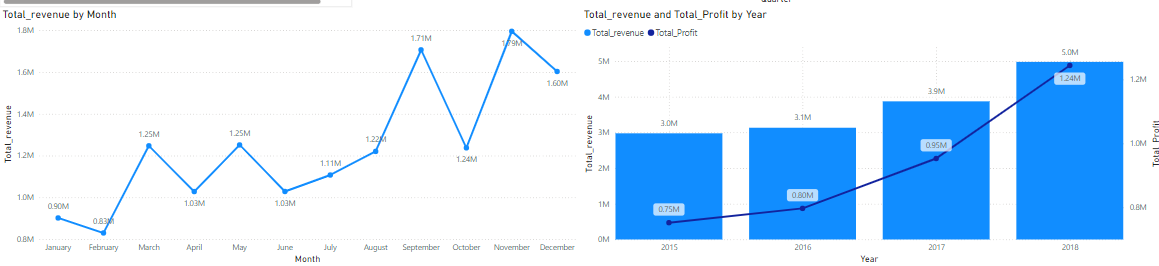 Quarter
Total_revenue by Month
1.8M
1.6M
1.4M
1.2M
1.0M
0.8M
Total_revenue
0.90M
0.83M
1.25M
1.03M
1.25M
1.03M
1.11M
1.22M
1.71M
1.24M
1.79M
1.60M
January
February
March
April
May
June
July
August
September
October
November
December
Month
Total_revenue and Total_Profit by Year
Total_revenue
Total_Profit
5M
4M
3M
2M
1M
0M
Total_revenue
3.0M
3.1M
3.9M
5.0M
0.75M
0.80M
0.95M
1.24M
1.2M
1.0M
0.8M
Total_Profit
2015
2016
2017
2018
Year